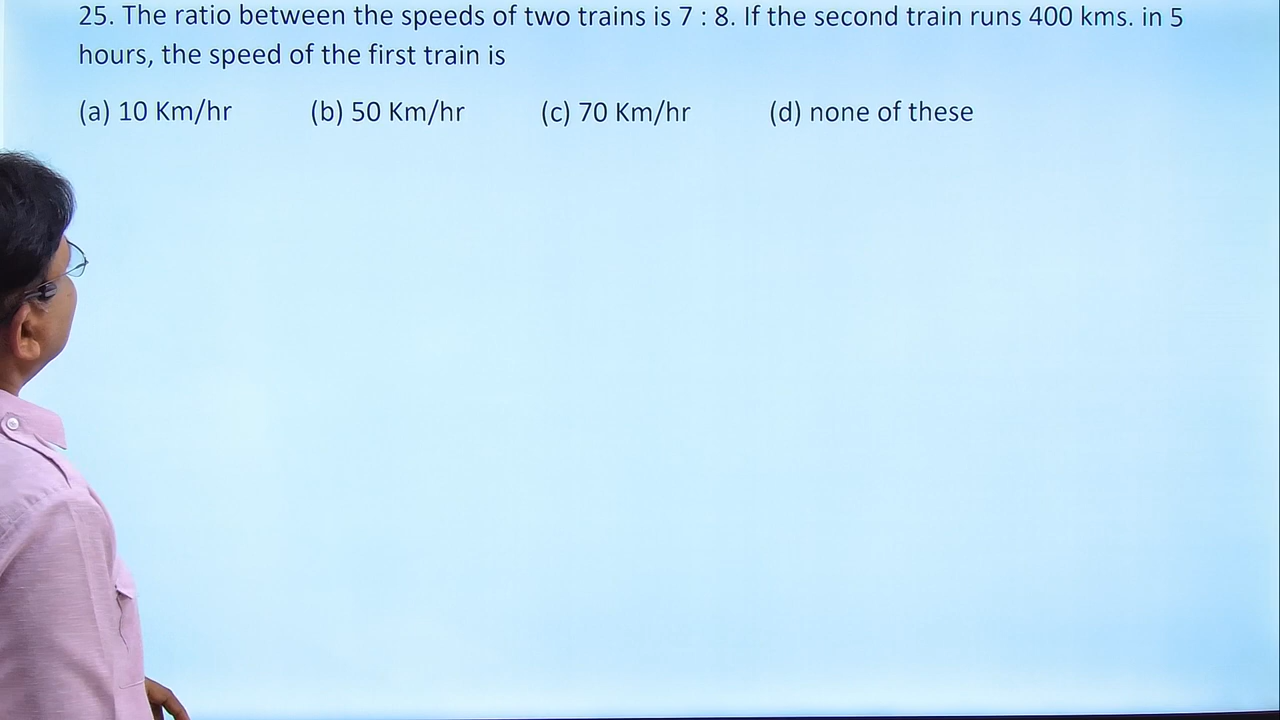 25. The ratio between the speeds of two trains is 7 : 8. If the second train runs 400 kms. in 5
hours, the speed of the first train is
(a) 10 Km/hr (b) 50 Km/hr (c) 70 Km/hr (d) none of these